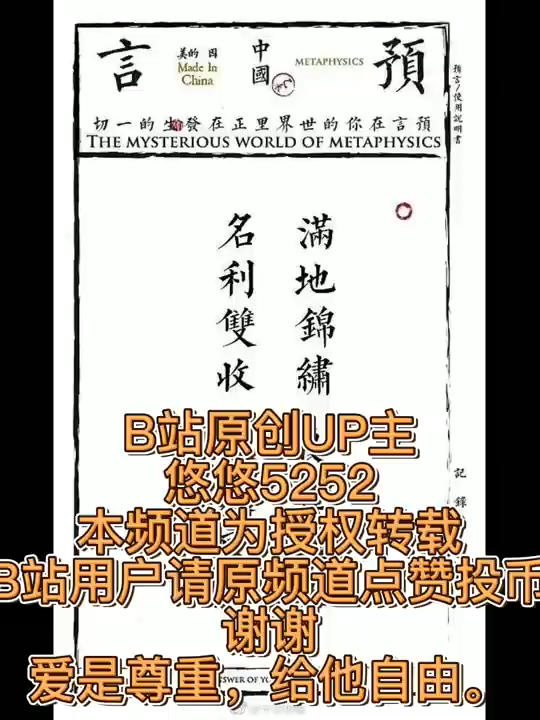 預 METAPHYSICS 中國 美的 因 Made In China 言
預言在你的世界里正在發生的一切
THE MYSTERIOUS WORLD OF METAPHYSICS
預言/使用説明書
滿地錦繡
名利雙收
記錄
B站原创UP主
悠悠5252
本频道为授权转载
B站用户请原频道点赞投币
谢谢
爱是尊重，给他自由。